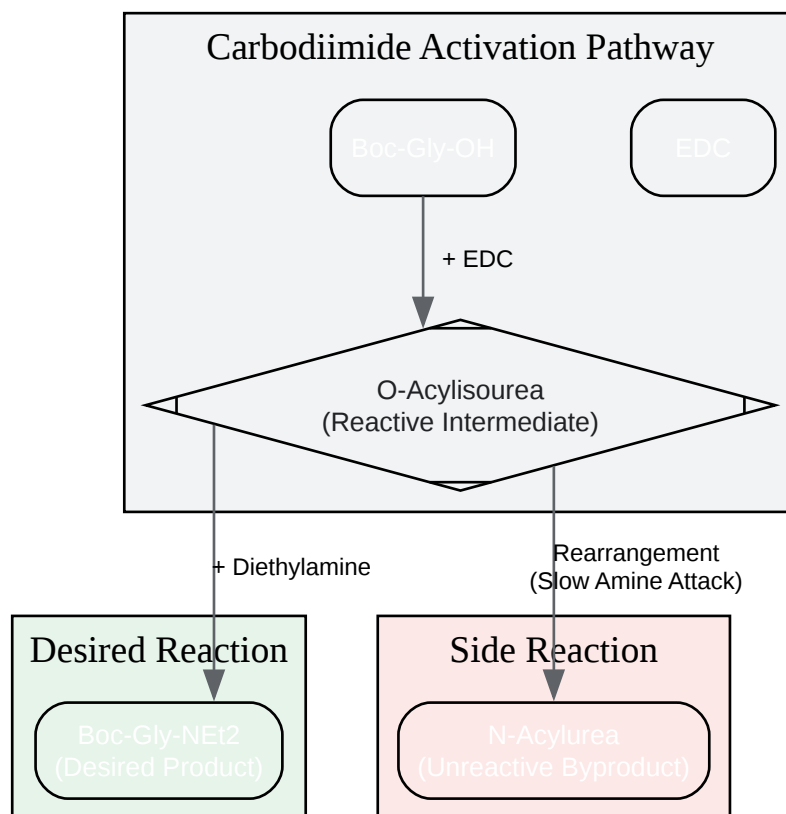 Carbodiimide Activation Pathway
Boc-Gly-OH
EDC
+ EDC
O-Acylisourea
(Reactive Intermediate)
+ Diethylamine
Rearrangement
(Slow Amine Attack)
Desired Reaction
Side Reaction
Boc-Gly-NEt2
(Desired Product)
N-Acylurea
(Unreactive Byproduct)